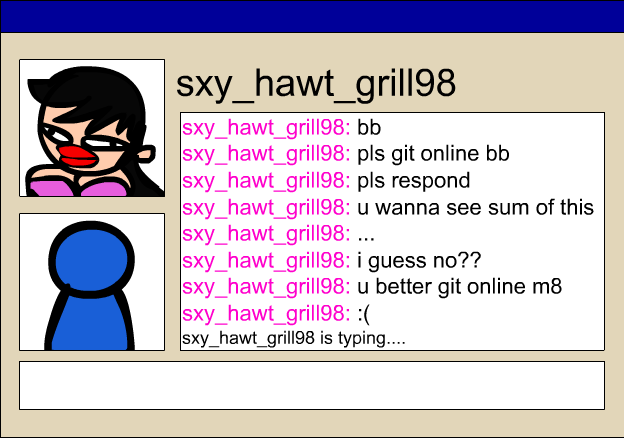 sxy_hawt_grill98
sxy_hawt_grill98: bb
sxy_hawt_grill98: pls git online bb
sxy_hawt_grill98: pls respond
sxy_hawt_grill98: u wanna see sum of this
sxy_hawt_grill98: ...
sxy_hawt_grill98: i guess no??
sxy_hawt_grill98: u better git online m8
sxy_hawt_grill98: :(
sxy_hawt_grill98 is typing....